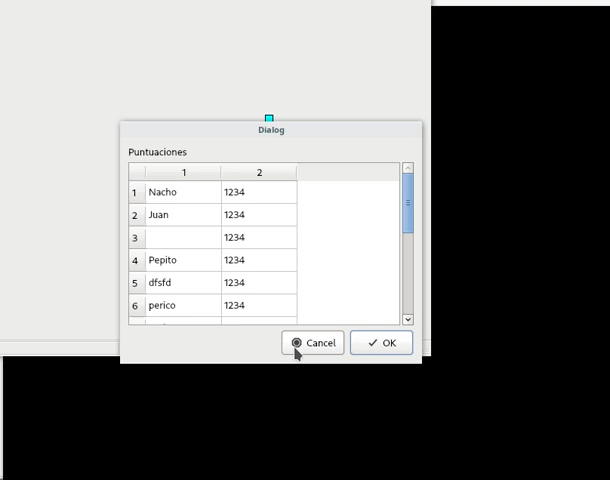 Dialog
Puntuaciones
1 2
1 Nacho 1234
2 Juan 1234
3 1234
4 Pepito 1234
5 dfsfd 1234
6 perico 1234
Cancel OK